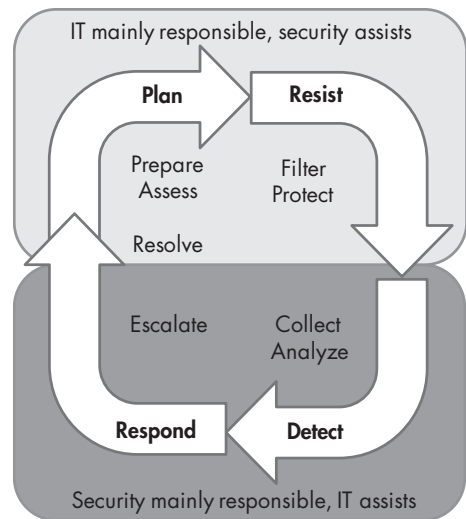 IT mainly responsible, security assists
Plan
Resist
Prepare
Assess
Filter
Protect
Resolve
Escalate
Collect
Analyze
Respond
Detect
Security mainly responsible, IT assists